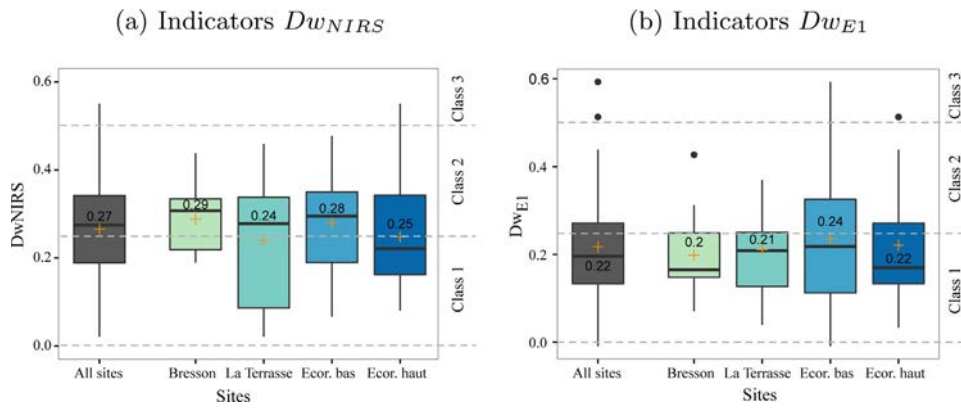 (a) Indicators DwNIRS
0.6
0.4
0.2
0.0
DwNIRS
0.27
0.29
0.24
0.28
0.25
Class 3
Class 2
Class 1
All sites
Bresson
La Terrasse
Ecor. bas
Ecor. haut
Sites
(b) Indicators DwE1
0.6
0.4
0.2
0.0
DwE1
0.22
0.2
0.21
0.24
0.22
Class 3
Class 2
Class 1
All sites
Bresson
La Terrasse
Ecor. bas
Ecor. haut
Sites